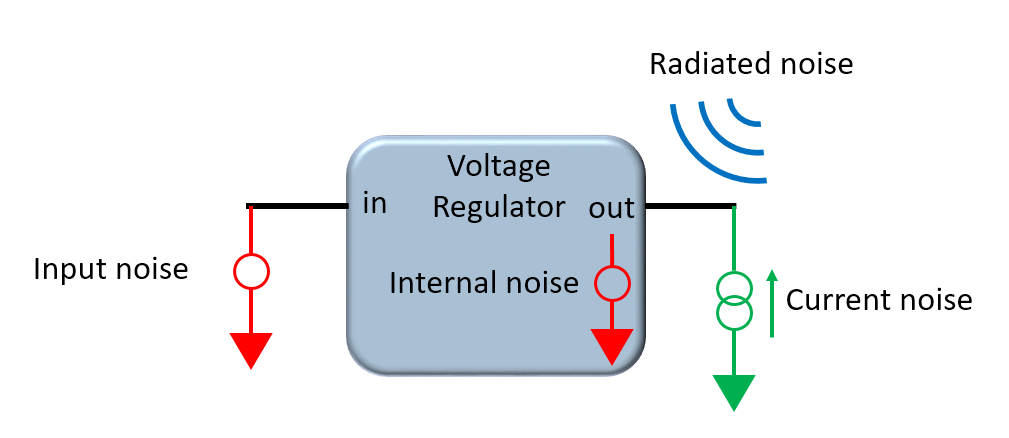 Radiated noise
Voltage
Regulator
in
out
Input noise
Internal noise
Current noise